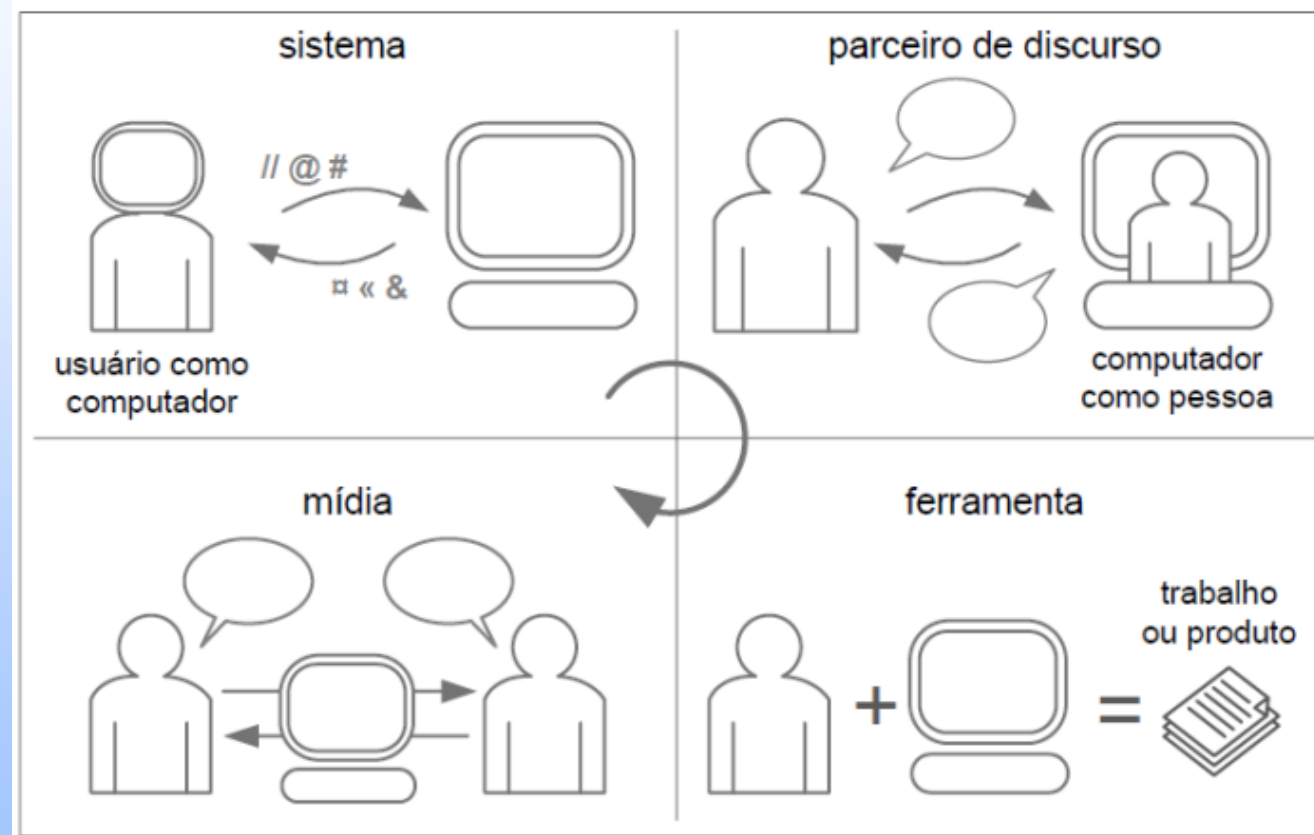 sistema
// @ #
¤ « &
usuário como
computador
parceiro de discurso
computador
como pessoa
mídia
ferramenta
+
=
trabalho
ou produto